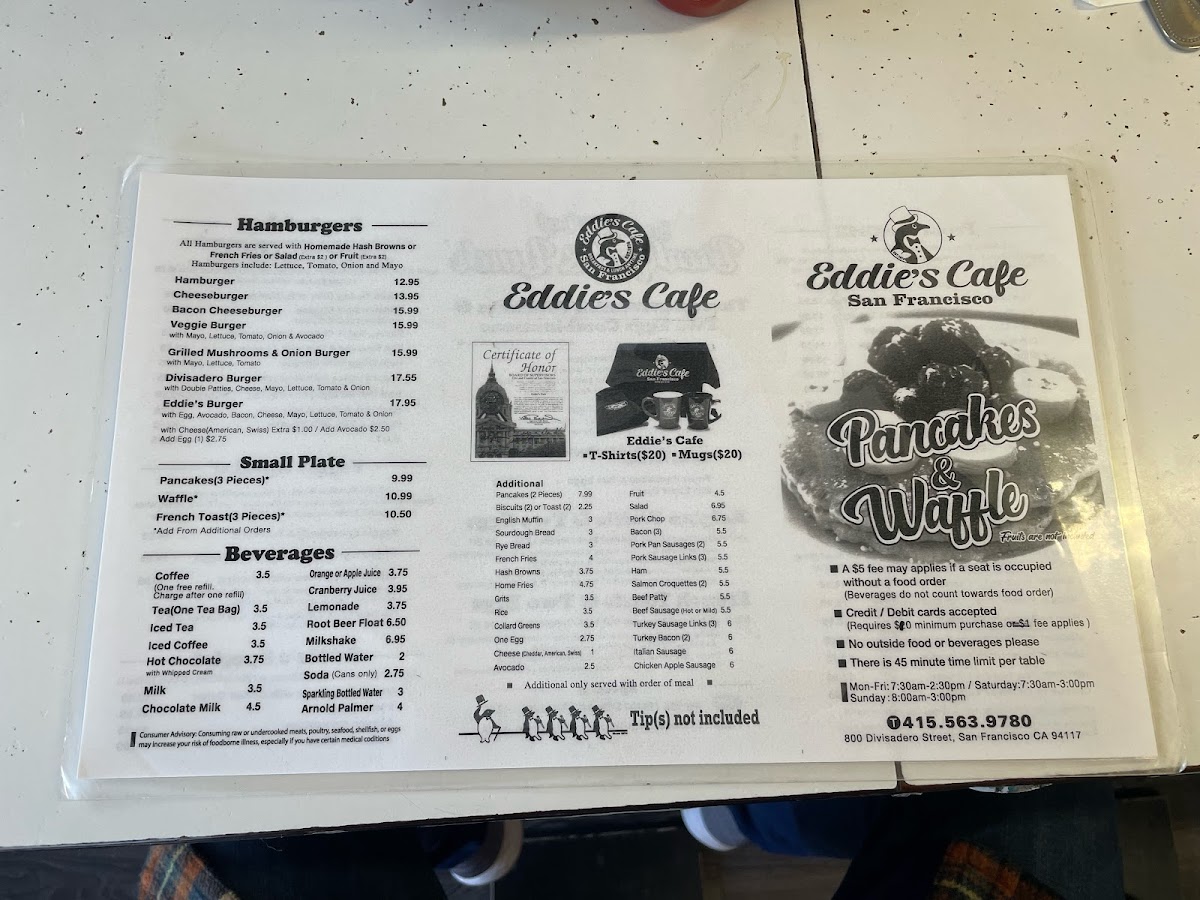 Hamburgers
All Hamburgers are served with Homemade Hash Browns or
French Fries or Salad (Extra $2) or Fruit (Extra $2)
Hamburgers include: Lettuce, Tomato, Onion and Mayo
Hamburger 12.95
Cheeseburger 13.95
Bacon Cheeseburger 15.99
Veggie Burger 15.99
with Mayo, Lettuce, Tomato, Onion & Avocado
Grilled Mushrooms & Onion Burger 15.99
with Mayo, Lettuce, Tomato
Divisadero Burger 17.55
with Double Patties, Cheese, Mayo, Lettuce, Tomato & Onion
Eddie's Burger 17.95
with Egg, Avocado, Bacon, Cheese, Mayo, Lettuce, Tomato & Onion
with Cheese(American, Swiss) Extra $1.00 / Add Avocado $2.50
Add Egg (1) $2.75
Small Plate
Pancakes(3 Pieces)* 9.99
Waffle* 10.99
French Toast(3 Pieces)* 10.50
*Add From Additional Orders
Beverages
Coffee 3.5
(One free refill.
Charge after one refill)
Tea(One Tea Bag) 3.5
Iced Tea 3.5
Iced Coffee 3.5
Hot Chocolate 3.75
with Whipped Cream
Milk 3.5
Chocolate Milk 4.5
Orange or Apple Juice 3.75
Cranberry Juice 3.95
Lemonade 3.75
Root Beer Float 6.50
Milkshake 6.95
Bottled Water 2
Soda (Cans only) 2.75
Sparkling Bottled Water 3
Arnold Palmer 4
Consumer Advisory: Consuming raw or undercooked meats, poultry, seafood, shellfish, or eggs
may increase your risk of foodborne illness, especially if you have certain medical coditions
Eddie's Cafe
San Francisco
Eddie's Cafe
Certificate of
Honor
BOARD OF SUPERVISORS
Eddie's Cafe
San Francisco
Eddie's Cafe
▪T-Shirts($20) ▪Mugs($20)
Additional
Pancakes (2 Pieces) 7.99
Biscuits (2) or Toast (2) 2.25
English Muffin 3
Sourdough Bread 3
Rye Bread 3
French Fries 4
Hash Browns 3.75
Home Fries 4.75
Grits 3.5
Rice 3.5
Collard Greens 3.5
One Egg 2.75
Cheese (Cheddar, American, Swiss) 1
Avocado 2.5
Fruit 4.5
Salad 6.95
Pork Chop 6.75
Bacon (3) 5.5
Pork Pan Sausages (2) 5.5
Pork Sausage Links (3) 5.5
Ham 5.5
Salmon Croquettes (2) 5.5
Beef Patty 5.5
Beef Sausage (Hot or Mild) 5.5
Turkey Sausage Links (3) 6
Turkey Bacon (2) 6
Italian Sausage 6
Chicken Apple Sausage 6
▪ Additional only served with order of meal ▪
Tip(s) not included
Eddie's Cafe
San Francisco
Pancakes
&
Waffle
Fruits are not included
▪ A $5 fee may applies if a seat is occupied
without a food order
(Beverages do not count towards food order)
▪ Credit / Debit cards accepted
(Requires minimum purchase fee applies )
▪ No outside food or beverages please
▪ There is 45 minute time limit per table
Mon-Fri:7:30am-2:30pm / Saturday:7:30am-3:00pm
Sunday:8:00am-3:00pm
T 415.563.9780
800 Divisadero Street, San Francisco CA 94117